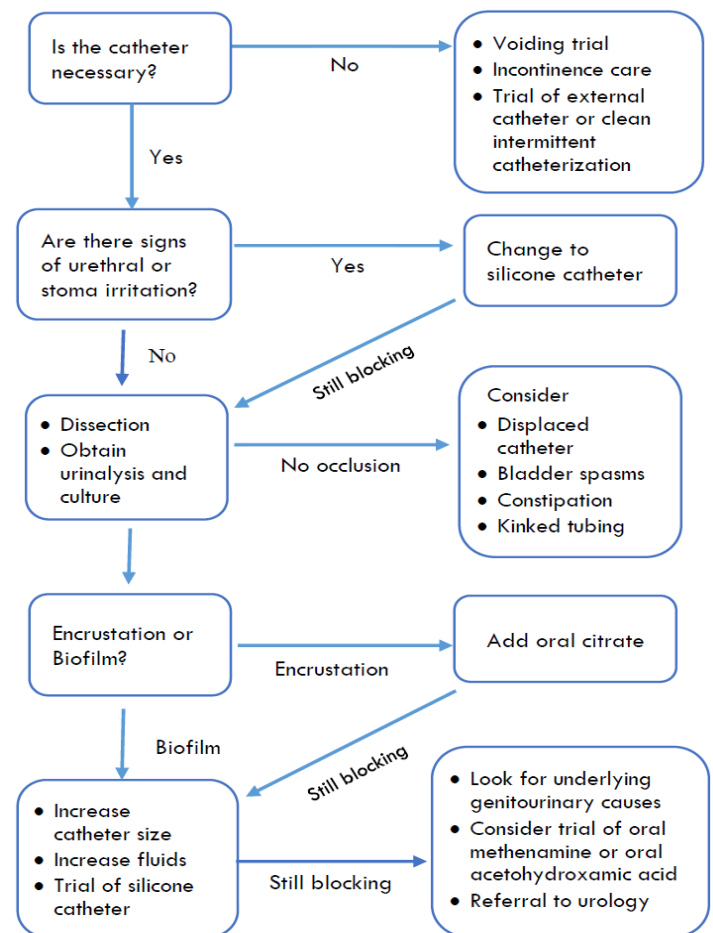 Is the catheter
necessary?
No
• Voiding trial
• Incontinence care
• Trial of external
catheter or clean
intermittent
catheterization
Yes
Are there signs
of urethral or
stoma irritation?
Yes
Change to
silicone catheter
No
Still blocking
• Dissection
• Obtain
urinalysis and
culture
No occlusion
Consider
• Displaced
catheter
• Bladder spasms
• Constipation
• Kinked tubing
Encrustation or
Biofilm?
Encrustation
Add oral citrate
Biofilm
Still blocking
• Increase
catheter size
• Increase fluids
• Trial of silicone
catheter
Still blocking
• Look for underlying
genitourinary causes
• Consider trial of oral
methenamine or oral
acetohydroxamic acid
• Referral to urology